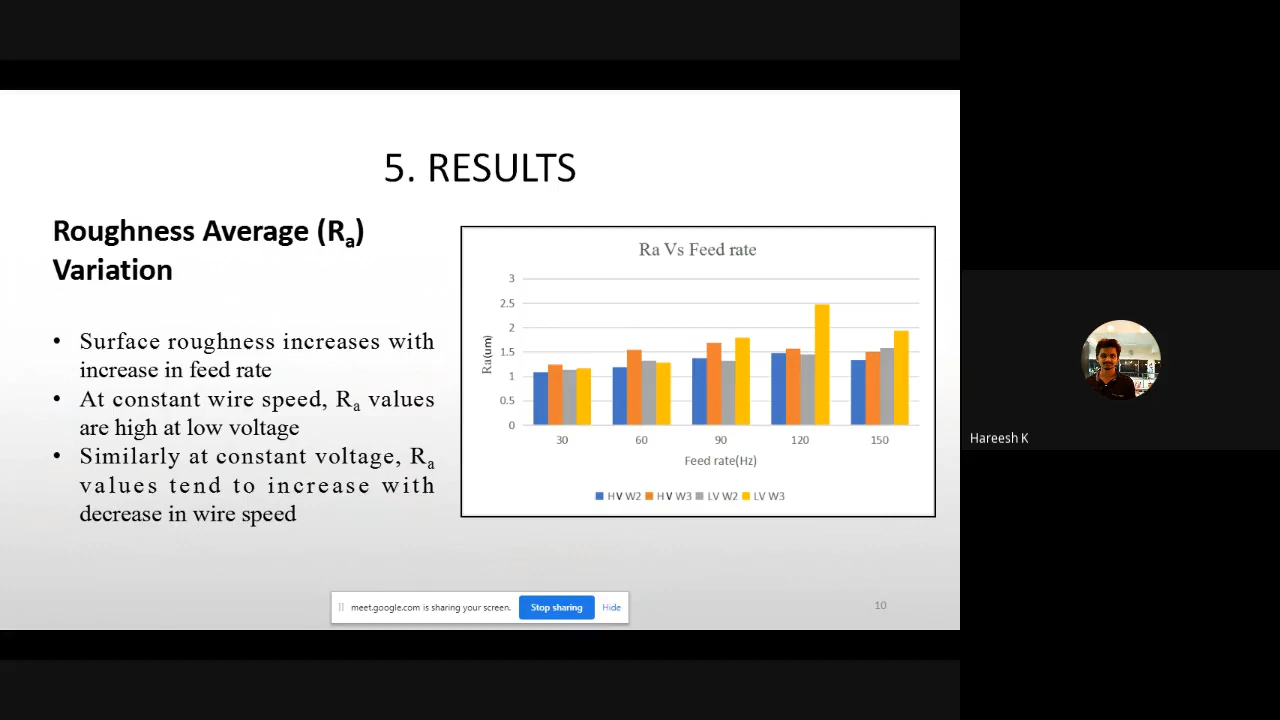 5. RESULTS
Roughness Average (Ra)
Variation
• Surface roughness increases with
increase in feed rate
• At constant wire speed, Ra values
are high at low voltage
• Similarly at constant voltage, Ra
values tend to increase with
decrease in wire speed
Ra Vs Feed rate
3
2.5
2
1.5
1
0.5
0
Ra(um)
30 60 90 120 150
Feed rate(Hz)
HV W2 HV W3 LV W2 LV W3
meet.google.com is sharing your screen. Stop sharing Hide
10
Hareesh K